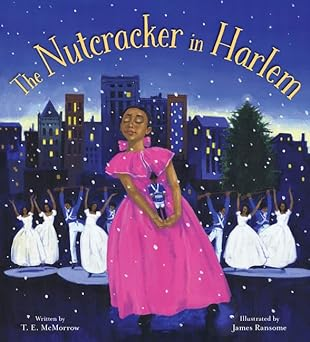 The Nutcracker in Harlem
Written by
T. E. McMorrow
Illustrated by
James Ransome